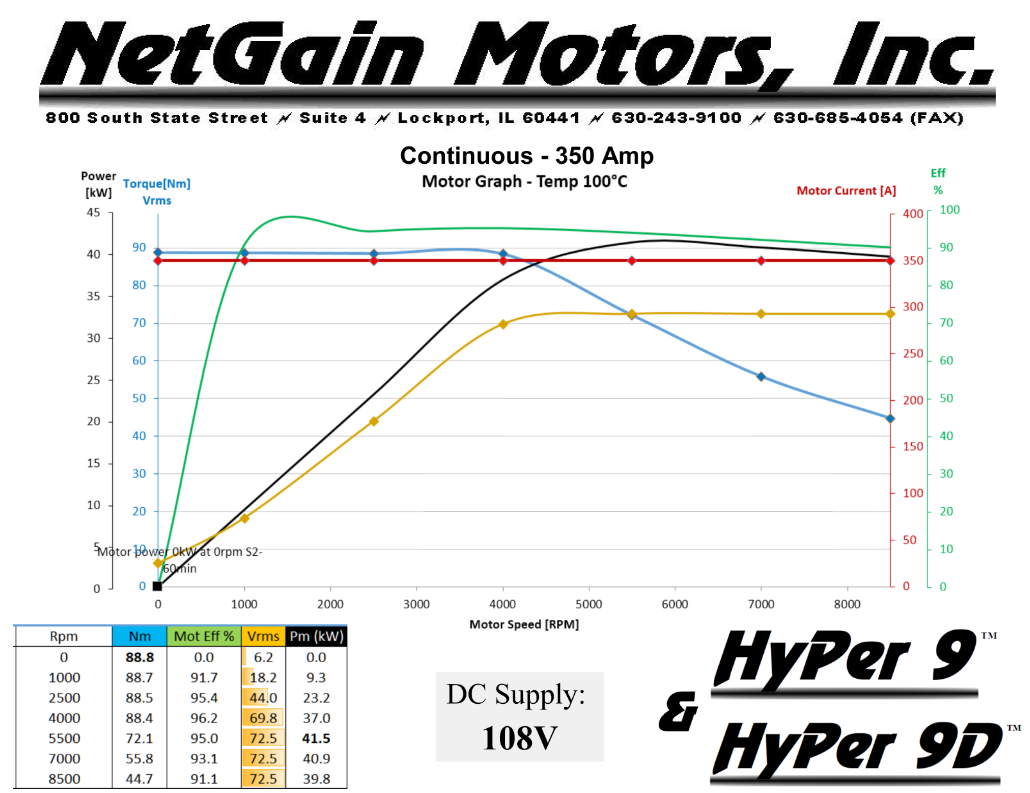 NetGain Motors, Inc.
800 South State Street Suite 4 Lockport, IL 60441 630-243-9100 630-685-4054 (FAX)
Continuous - 350 Amp
Motor Graph - Temp 100°C
Power
[kW]
Torque[Nm]
Vrms
Motor Current [A]
Eff
%
45
40
35
30
25
20
15
10
5
0
90
80
70
60
50
40
30
20
10
0
400
350
300
250
200
150
100
50
0
100
90
80
70
60
50
40
30
20
10
0
Motor power 0kW at 0rpm S2-
60min
0 1000 2000 3000 4000 5000 6000 7000 8000
Motor Speed [RPM]
Rpm Nm Mot Eff % Vrms Pm (kW)
0 88.8 0.0 6.2 0.0
1000 88.7 91.7 18.2 9.3
2500 88.5 95.4 44.0 23.2
4000 88.4 96.2 69.8 37.0
5500 72.1 95.0 72.5 41.5
7000 55.8 93.1 72.5 40.9
8500 44.7 91.1 72.5 39.8
DC Supply:
108V
HyPer 9™
&
HyPer 9D™